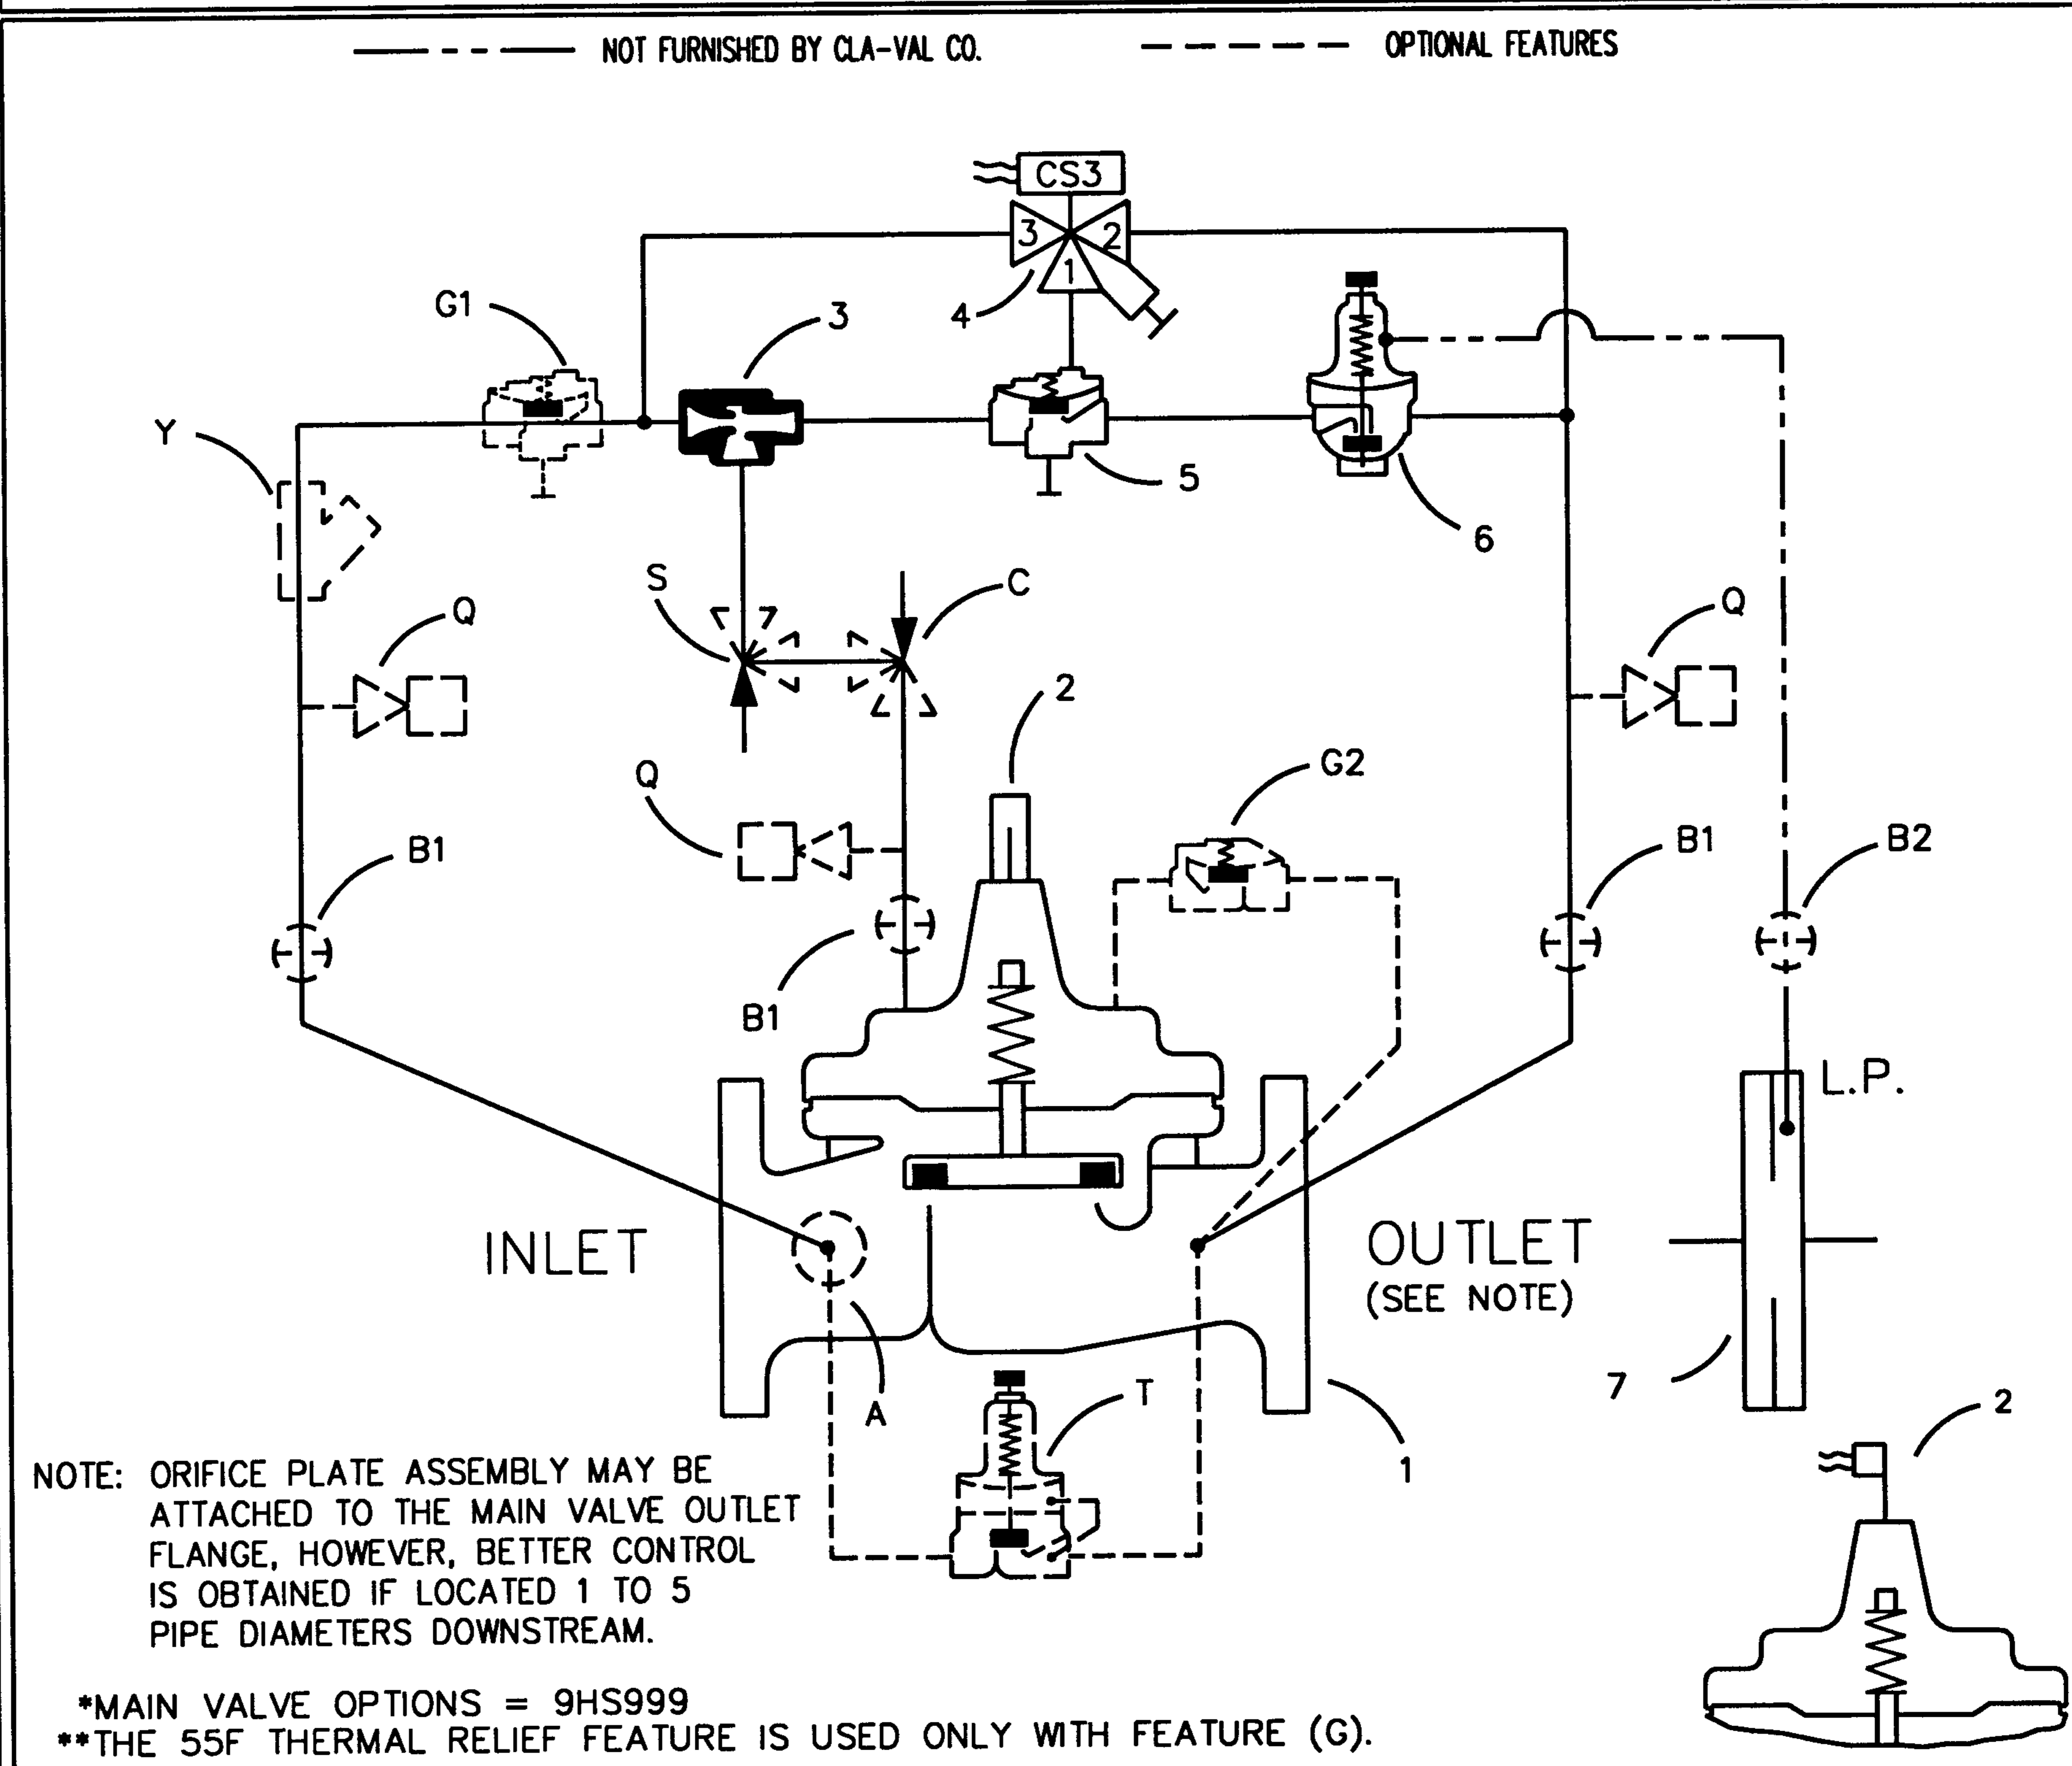 NOT FURNISHED BY CLA-VAL CO.
OPTIONAL FEATURES
CS3
3
2
1
G1
3
4
Y
5
6
S
C
Q
Q
2
Q
G2
B1
B1
B2
B1
L.P.
INLET
OUTLET
(SEE NOTE)
A
T
1
7
2
NOTE: ORIFICE PLATE ASSEMBLY MAY BE
ATTACHED TO THE MAIN VALVE OUTLET
FLANGE, HOWEVER, BETTER CONTROL
IS OBTAINED IF LOCATED 1 TO 5
PIPE DIAMETERS DOWNSTREAM.
*MAIN VALVE OPTIONS = 9HS999
**THE 55F THERMAL RELIEF FEATURE IS USED ONLY WITH FEATURE (G).